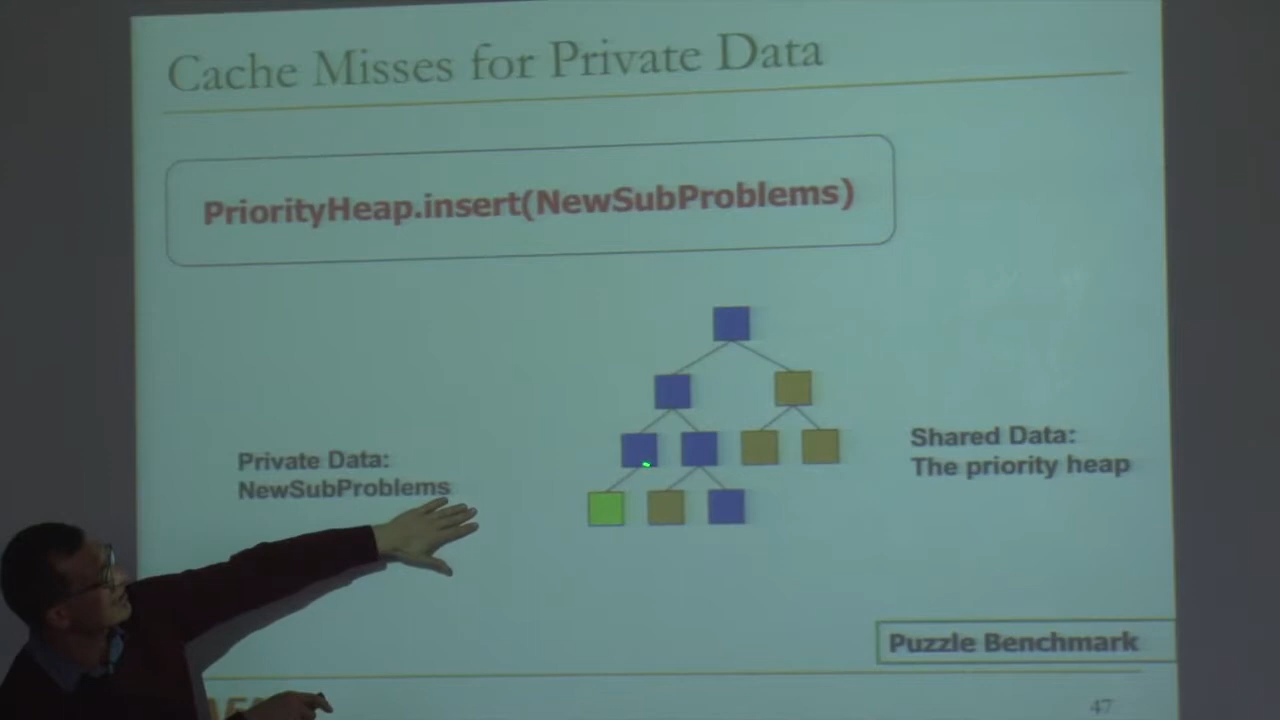 Cache Misses for Private Data
PriorityHeap.insert(NewSubProblems)
Private Data:
NewSubProblems
Shared Data:
The priority heap
Puzzle Benchmark
47